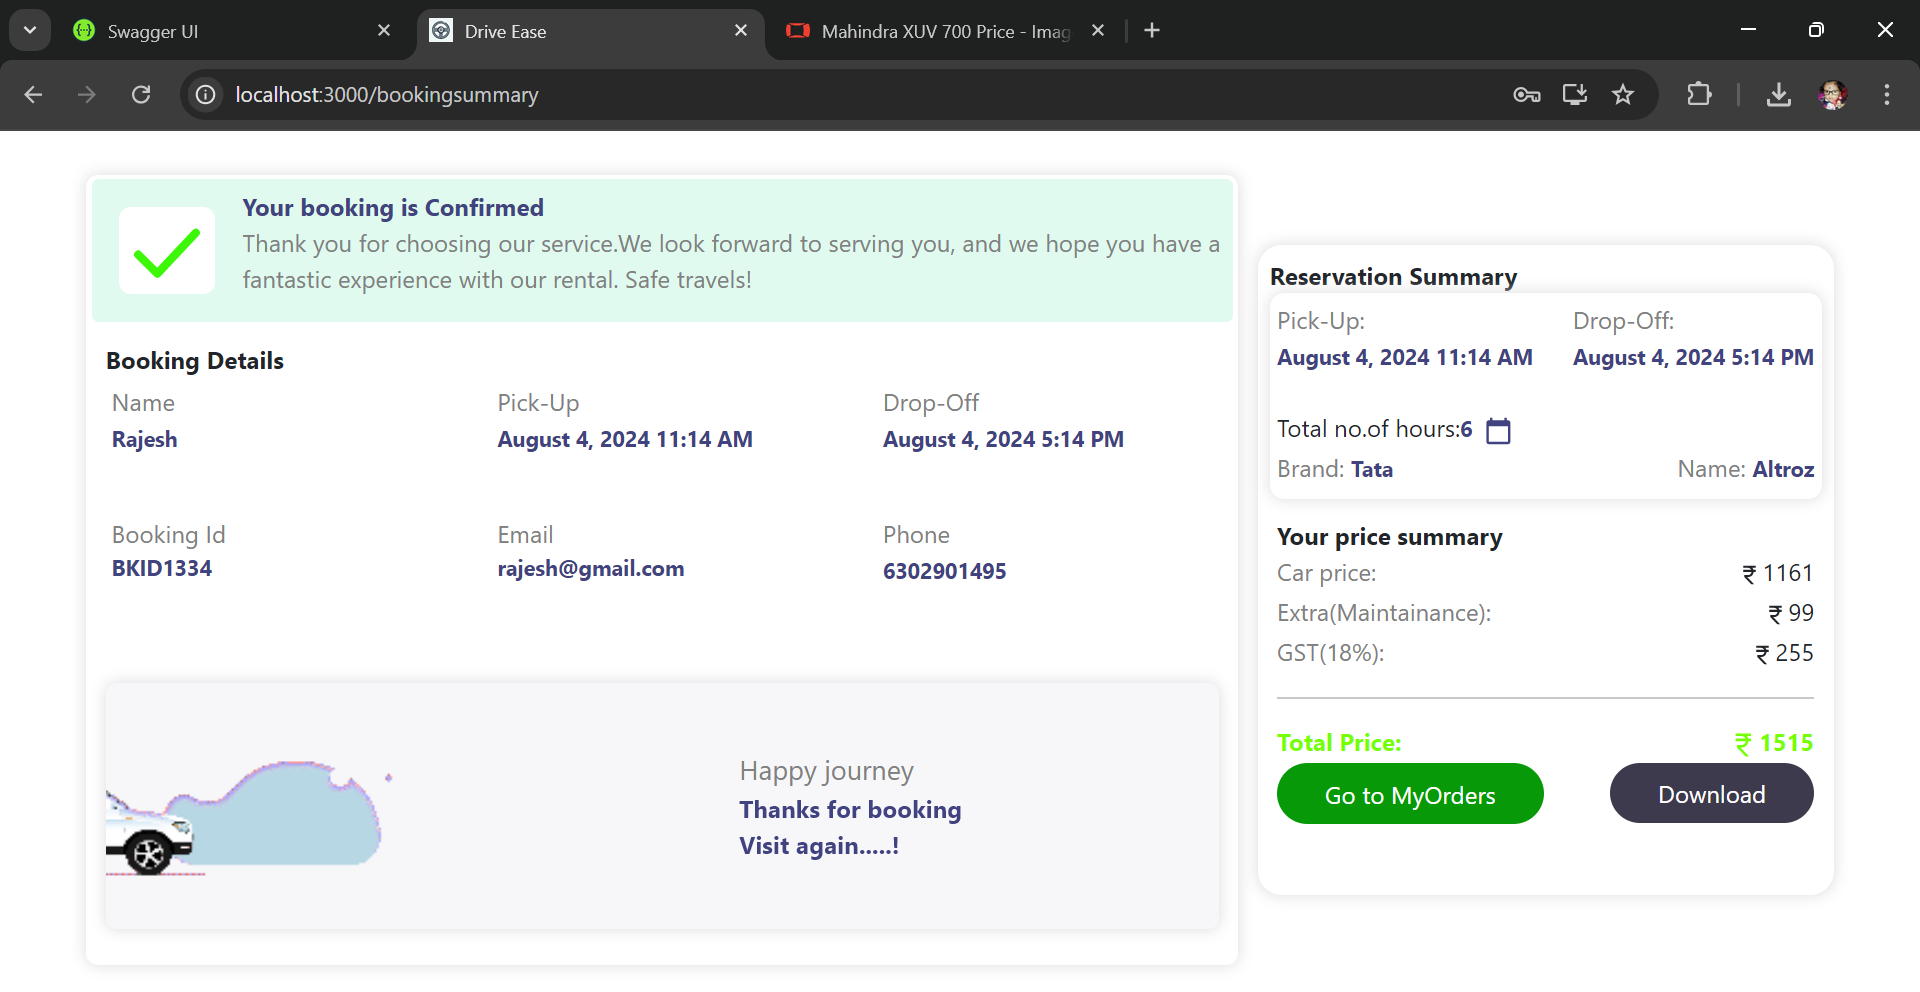 Swagger UI
Drive Ease
Mahindra XUV 700 Price - Imag
localhost:3000/bookingsummary
Your booking is Confirmed
Thank you for choosing our service.We look forward to serving you, and we hope you have a
fantastic experience with our rental. Safe travels!
Booking Details
Name
Rajesh
Pick-Up
August 4, 2024 11:14 AM
Drop-Off
August 4, 2024 5:14 PM
Booking Id
BKID1334
Email
rajesh@gmail.com
Phone
6302901495
Happy journey
Thanks for booking
Visit again.....!
Reservation Summary
Pick-Up:
August 4, 2024 11:14 AM
Drop-Off:
August 4, 2024 5:14 PM
Total no.of hours:6
Brand: Tata
Name: Altroz
Your price summary
Car price: ₹ 1161
Extra(Maintainance): ₹ 99
GST(18%): ₹ 255
Total Price: ₹ 1515
Go to MyOrders
Download